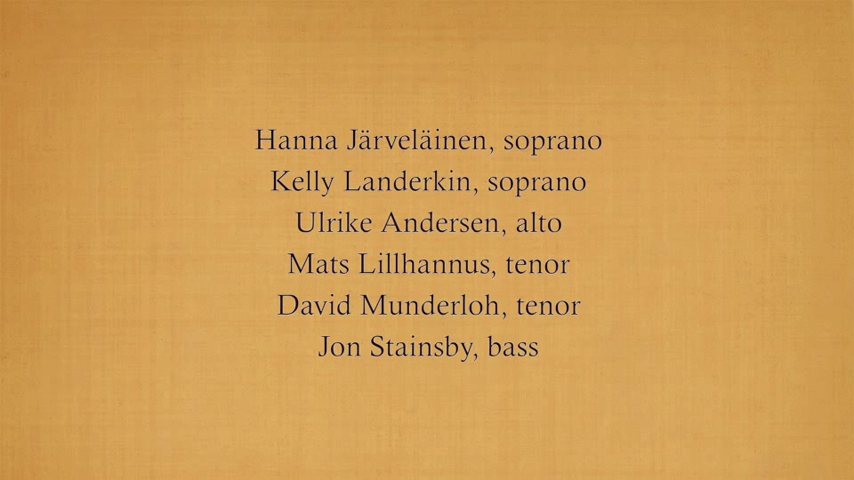 Hanna Järveläinen, soprano
Kelly Landerkin, soprano
Ulrike Andersen, alto
Mats Lillhannus, tenor
David Munderloh, tenor
Jon Stainsby, bass